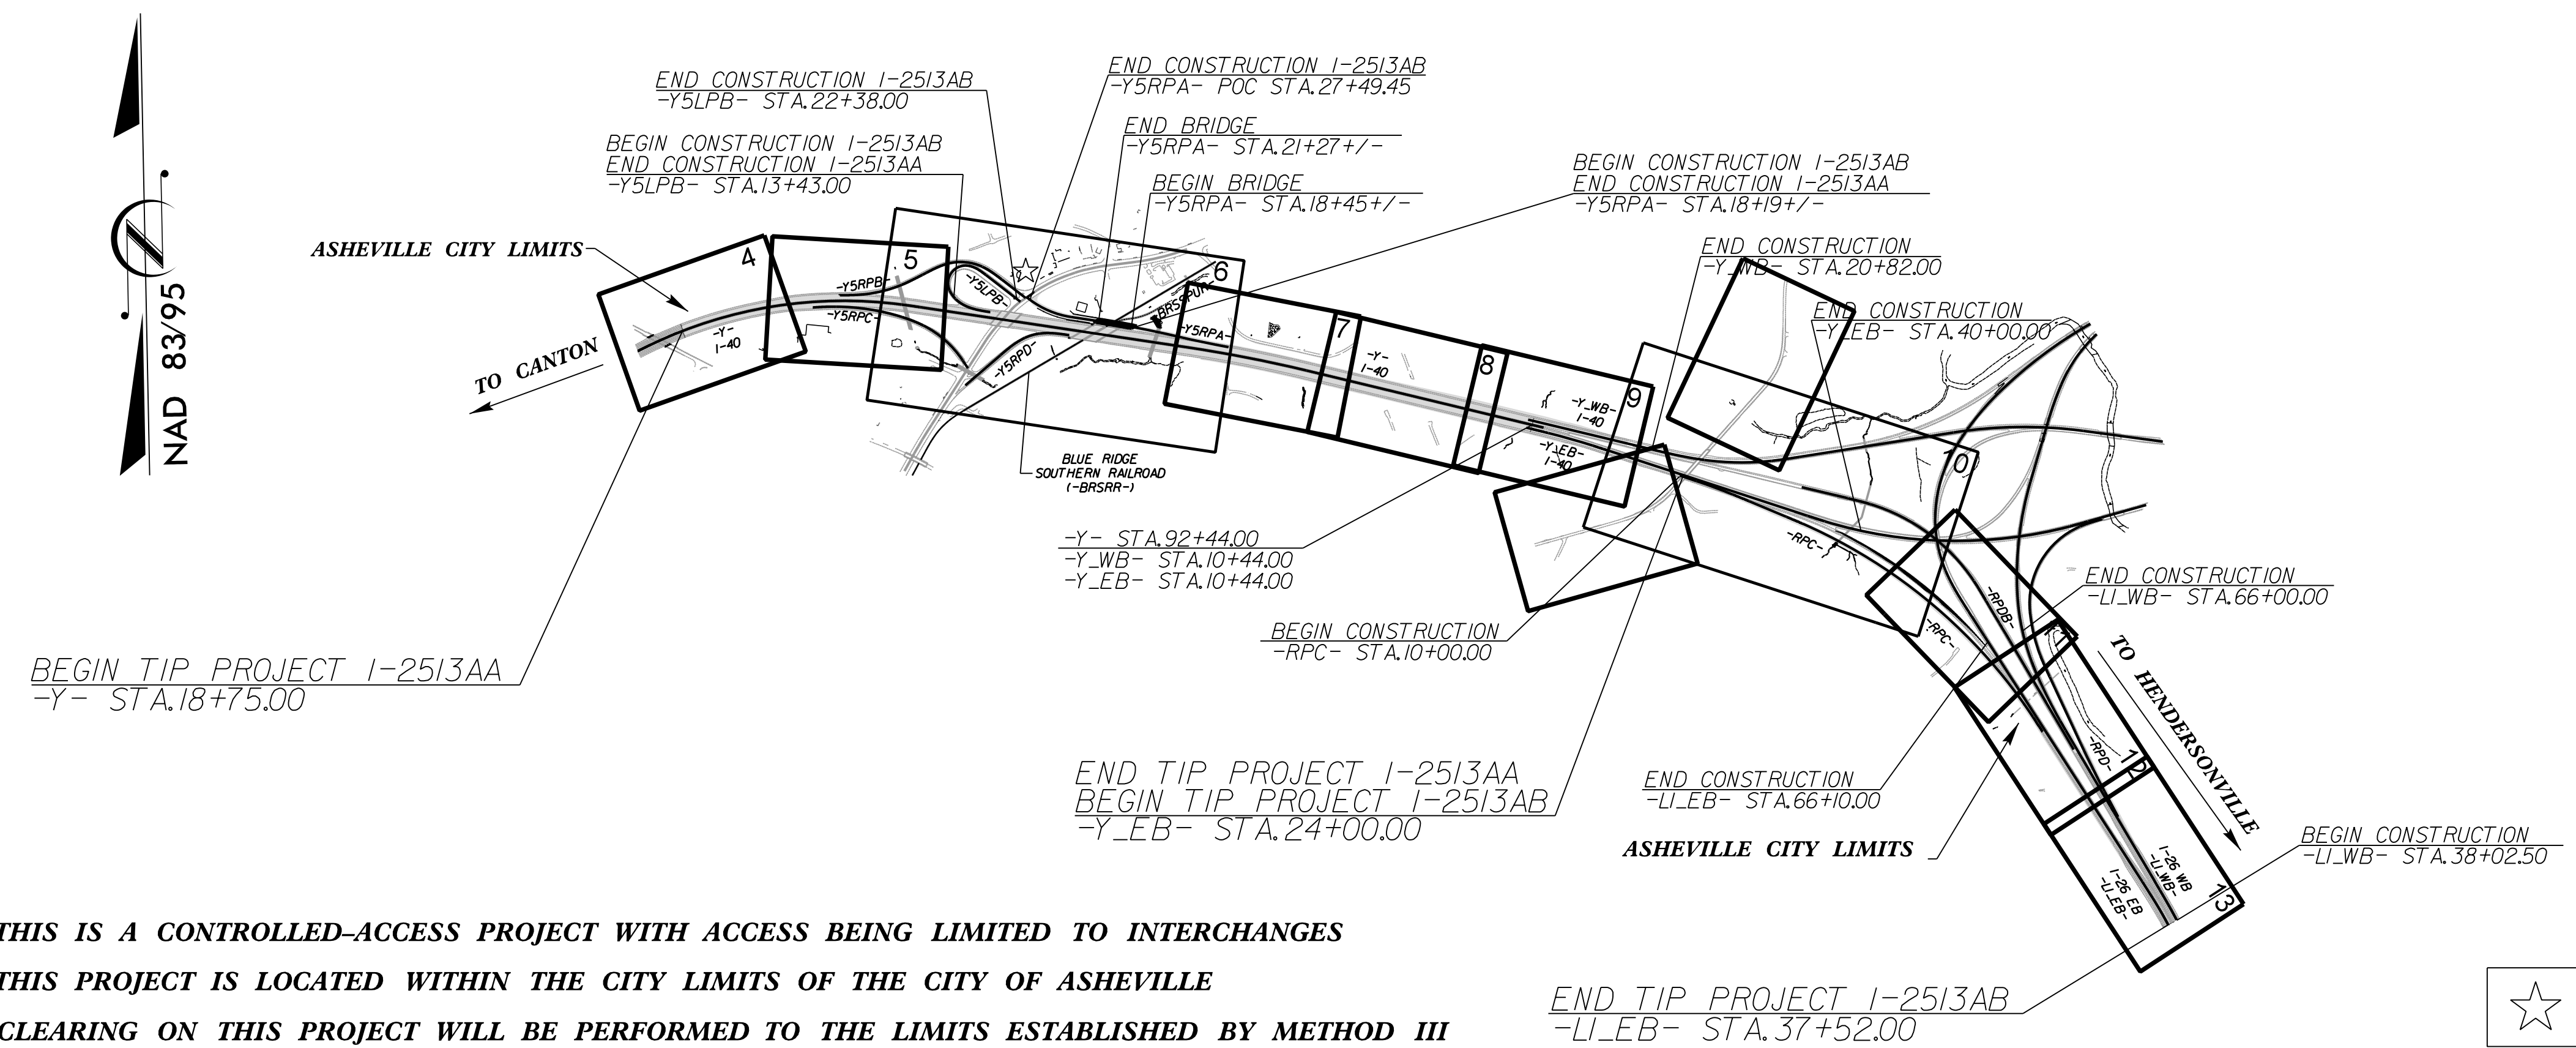 NAD 83/95
ASHEVILLE CITY LIMITS
TO CANTON
END CONSTRUCTION I-2513AB
-Y5LPB- STA.22+38.00
BEGIN CONSTRUCTION I-2513AB
END CONSTRUCTION I-2513AA
-Y5LPB- STA.13+43.00
END CONSTRUCTION I-2513AB
-Y5RPA- POC STA.27+49.45
END BRIDGE
-Y5RPA- STA.21+27+/-
BEGIN BRIDGE
-Y5RPA- STA.18+45+/-
BEGIN CONSTRUCTION I-2513AB
END CONSTRUCTION I-2513AA
-Y5RPA- STA.18+19+/-
END CONSTRUCTION
-Y_WB- STA.20+82.00
END CONSTRUCTION
-Y_EB- STA.40+00.00
4
5
6
7
8
9
10
-Y-
I-40
-Y5RPB-
-Y5RPC-
-Y5LPB-
-Y5RPD-
-BRSSPUR-
-Y5RPA-
-Y-
I-40
-Y_WB-
I-40
-Y_EB-
I-40
BLUE RIDGE
SOUTHERN RAILROAD
(-BRSRR-)
-Y- STA.92+44.00
-Y_WB- STA.10+44.00
-Y_EB- STA.10+44.00
-RPC-
-RPDB-
-RPC-
END CONSTRUCTION
-L1_WB- STA.66+00.00
BEGIN CONSTRUCTION
-RPC- STA.10+00.00
BEGIN TIP PROJECT I-2513AA
-Y- STA.18+75.00
TO HENDERSONVILLE
-RPD-
12
END TIP PROJECT I-2513AA
BEGIN TIP PROJECT I-2513AB
-Y_EB- STA.24+00.00
END CONSTRUCTION
-L1_EB- STA.66+10.00
ASHEVILLE CITY LIMITS
BEGIN CONSTRUCTION
-L1_WB- STA.38+02.50
I-26 WB
-L1_WB-
I-26 EB
-L1_EB-
13
THIS IS A CONTROLLED-ACCESS PROJECT WITH ACCESS BEING LIMITED TO INTERCHANGES
THIS PROJECT IS LOCATED WITHIN THE CITY LIMITS OF THE CITY OF ASHEVILLE
CLEARING ON THIS PROJECT WILL BE PERFORMED TO THE LIMITS ESTABLISHED BY METHOD III
END TIP PROJECT I-2513AB
-L1_EB- STA.37+52.00